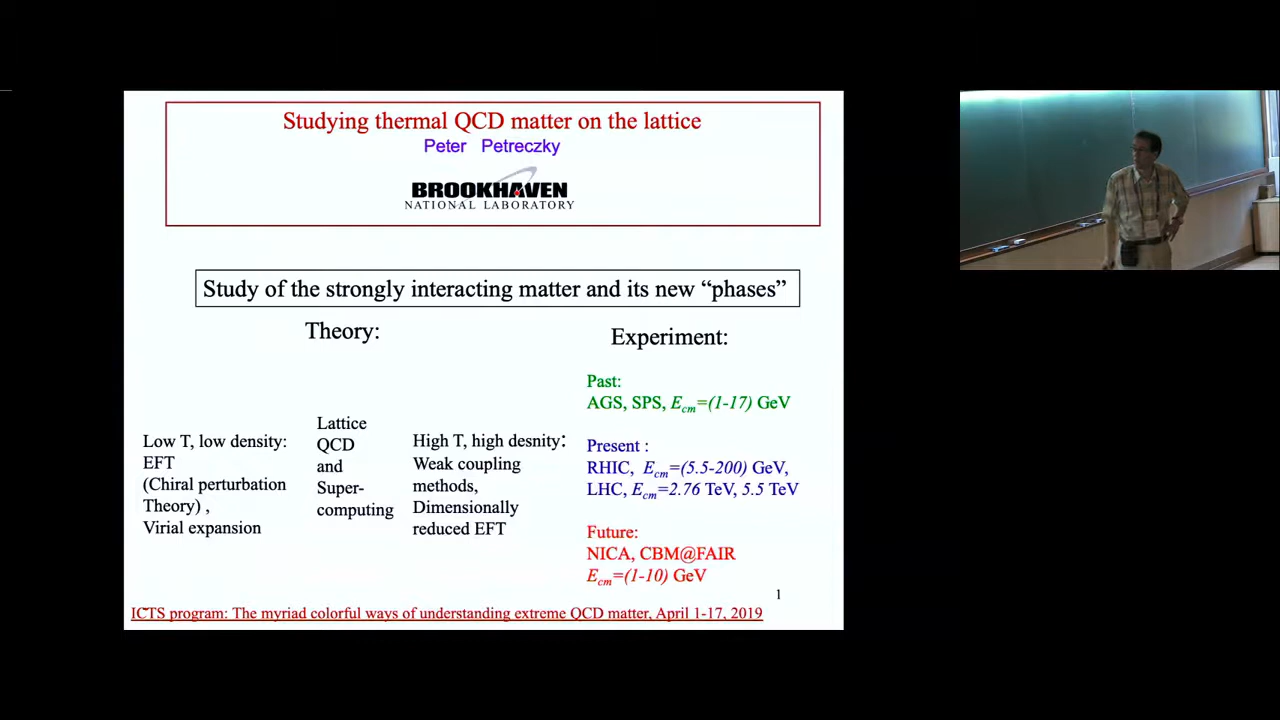 Studying thermal QCD matter on the lattice
Peter Petreczky
BROOKHAVEN
NATIONAL LABORATORY
Study of the strongly interacting matter and its new “phases”
Theory:
Low T, low density:
EFT
(Chiral perturbation
Theory) ,
Virial expansion
Lattice
QCD
and
Super-
computing
High T, high desnity:
Weak coupling
methods,
Dimensionally
reduced EFT
Experiment:
Past:
AGS, SPS, Ecm=(1-17) GeV
Present :
RHIC, Ecm=(5.5-200) GeV,
LHC, Ecm=2.76 TeV, 5.5 TeV
Future:
NICA, CBM@FAIR
Ecm=(1-10) GeV
1
ICTS program: The myriad colorful ways of understanding extreme QCD matter, April 1-17, 2019